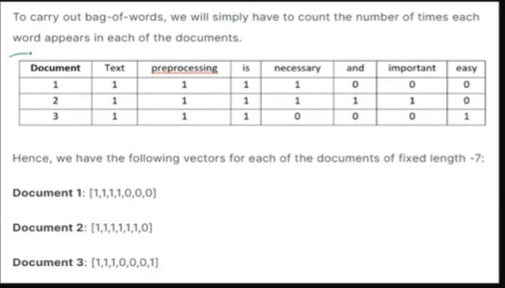 To carry out bag-of-words, we will simply have to count the number of times each
word appears in each of the documents.
Document Text preprocessing is necessary and important easy
1 1 1 1 1 0 0 0
2 1 1 1 1 1 1 0
3 1 1 1 0 0 0 1
Hence, we have the following vectors for each of the documents of fixed length -7:
Document 1: [1,1,1,1,0,0,0]
Document 2: [1,1,1,1,1,1,0]
Document 3: [1,1,1,0,0,0,1]